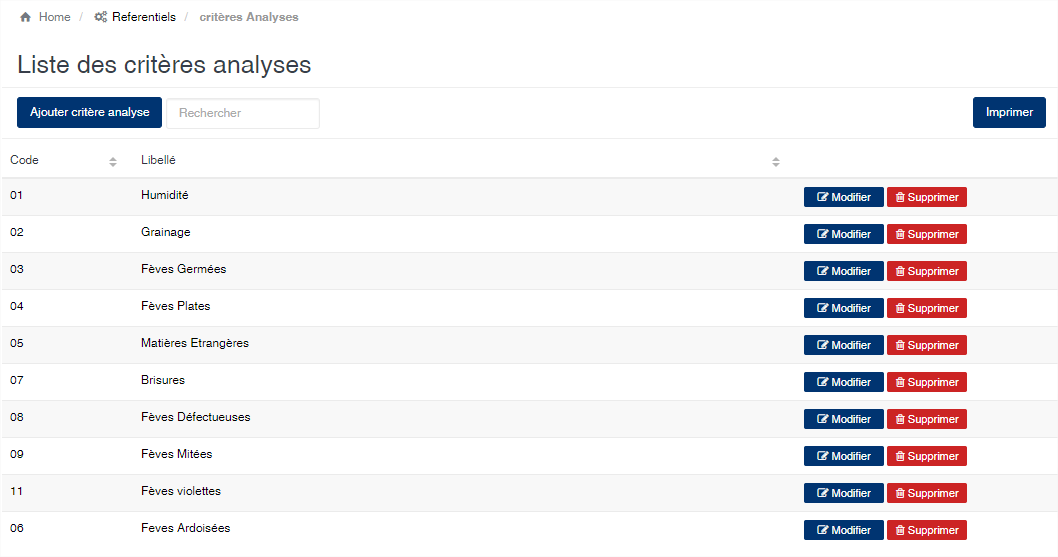 Home / Referentiels / critères Analyses
Liste des critères analyses
Ajouter critère analyse Rechercher Imprimer
Code Libellé
01 Humidité Modifier Supprimer
02 Grainage Modifier Supprimer
03 Fèves Germées Modifier Supprimer
04 Fèves Plates Modifier Supprimer
05 Matières Etrangères Modifier Supprimer
07 Brisures Modifier Supprimer
08 Fèves Défectueuses Modifier Supprimer
09 Fèves Mitées Modifier Supprimer
11 Fèves violettes Modifier Supprimer
06 Feves Ardoisées Modifier Supprimer